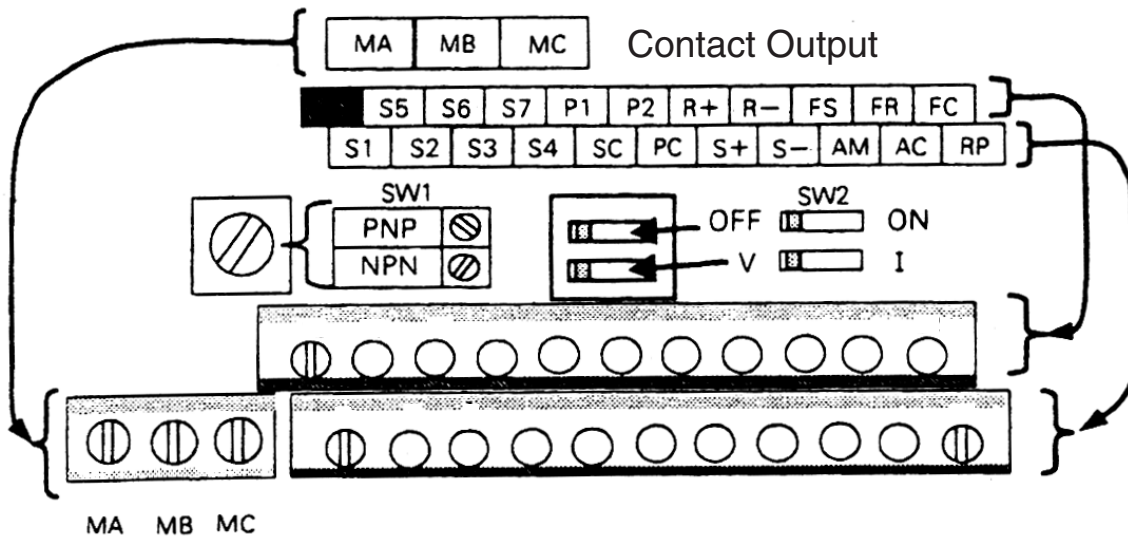 MA MB MC Contact Output
S5 S6 S7 P1 P2 R+ R− FS FR FC
S1 S2 S3 S4 SC PC S+ S− AM AC RP
SW1 SW2
PNP OFF ON
NPN V I
MA MB MC